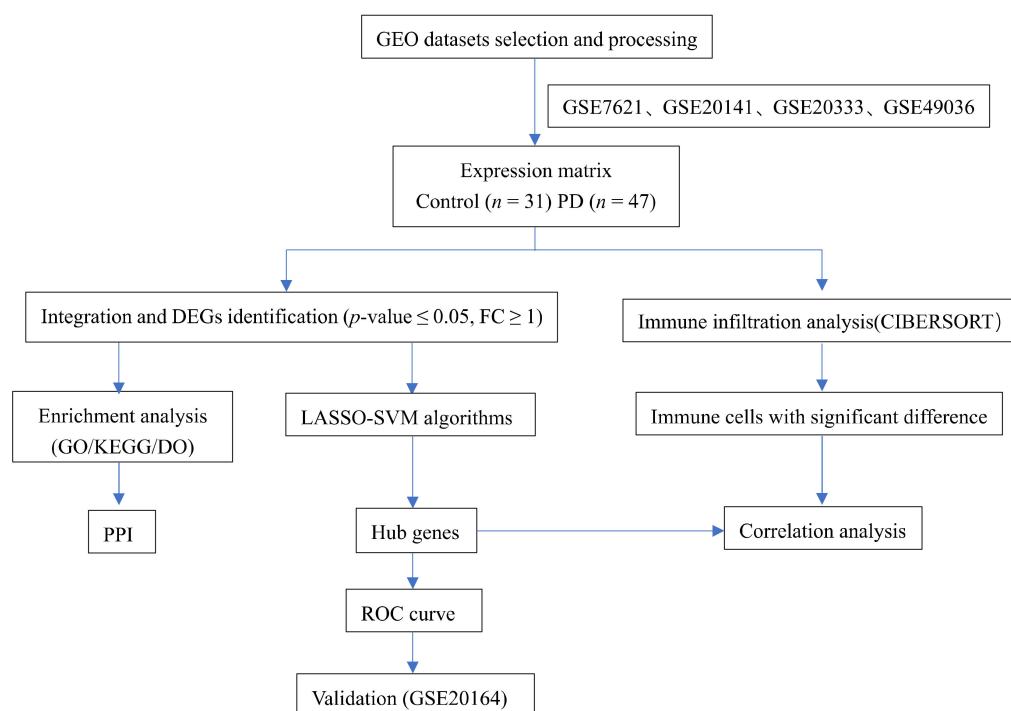 GEO datasets selection and processing
GSE7621、GSE20141、GSE20333、GSE49036
Expression matrix
Control (n = 31) PD (n = 47)
Integration and DEGs identification (p-value ≤ 0.05, FC ≥ 1)
Immune infiltration analysis(CIBERSORT）
Enrichment analysis
(GO/KEGG/DO)
LASSO-SVM algorithms
Immune cells with significant difference
PPI
Hub genes
Correlation analysis
ROC curve
Validation (GSE20164)